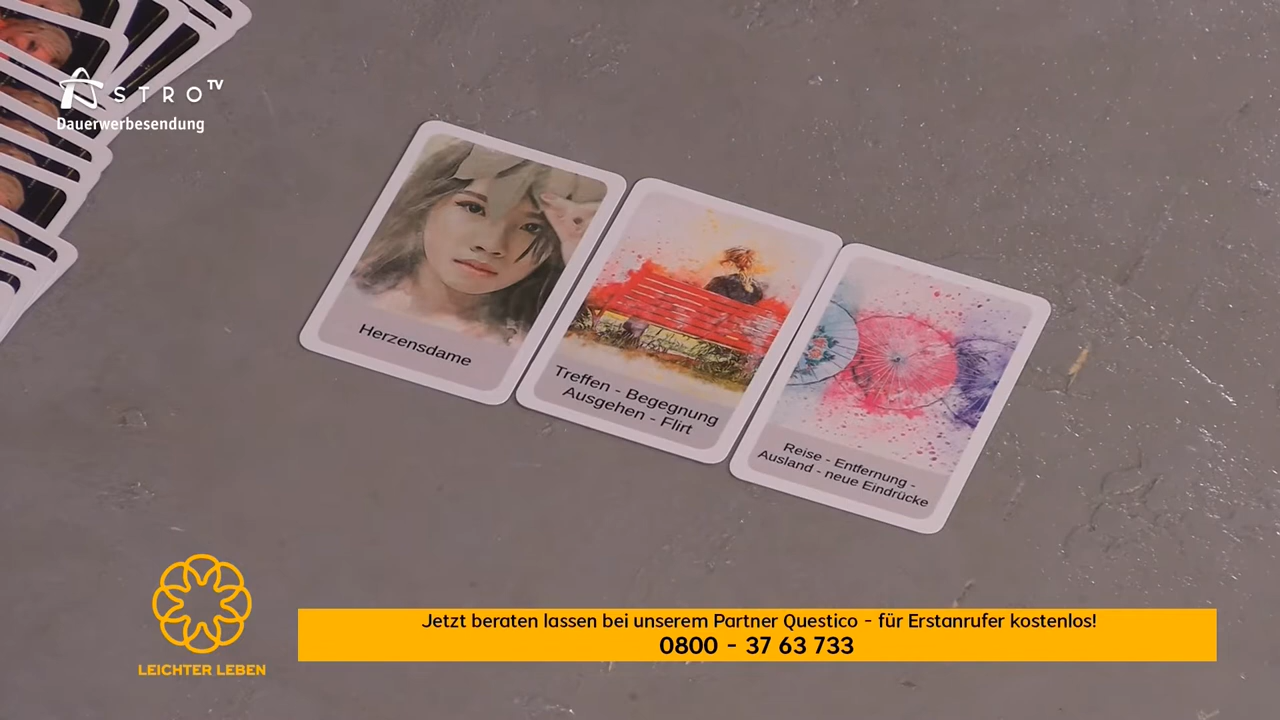 ASTRO TV
Dauerwerbesendung
Herzensdame
Treffen - Begegnung
Ausgehen - Flirt
Reise - Entfernung -
Ausland - neue Eindrücke
Jetzt beraten lassen bei unserem Partner Questico - für Erstanrufer kostenlos!
0800 - 37 63 733
LEICHTER LEBEN